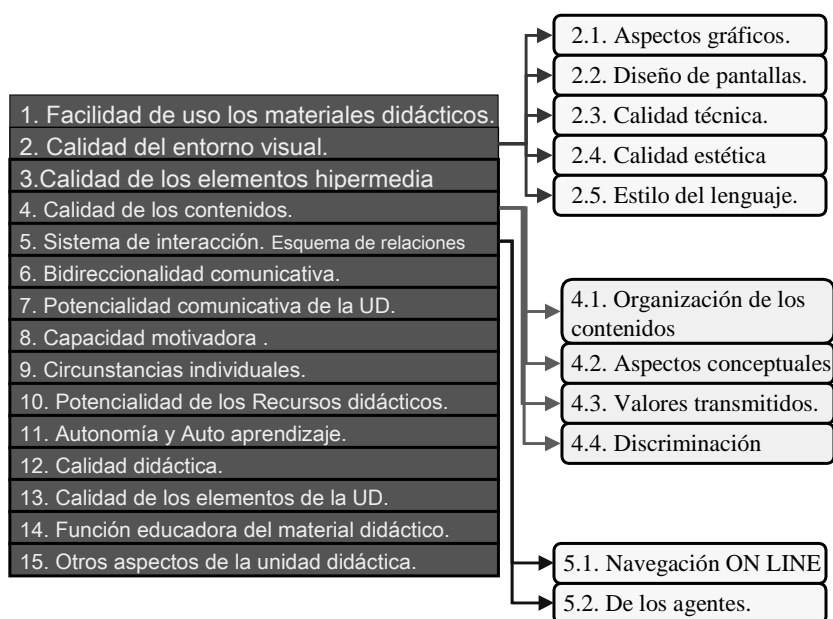 1. Facilidad de uso los materiales didácticos.
2. Calidad del entorno visual.
3.Calidad de los elementos hipermedia
4. Calidad de los contenidos.
5. Sistema de interacción. Esquema de relaciones
6. Bidireccionalidad comunicativa.
7. Potencialidad comunicativa de la UD.
8. Capacidad motivadora .
9. Circunstancias individuales.
10. Potencialidad de los Recursos didácticos.
11. Autonomía y Auto aprendizaje.
12. Calidad didáctica.
13. Calidad de los elementos de la UD.
14. Función educadora del material didáctico.
15. Otros aspectos de la unidad didáctica.
2.1. Aspectos gráficos.
2.2. Diseño de pantallas.
2.3. Calidad técnica.
2.4. Calidad estética
2.5. Estilo del lenguaje.
4.1. Organización de los
contenidos
4.2. Aspectos conceptuales
4.3. Valores transmitidos.
4.4. Discriminación
5.1. Navegación ON LINE
5.2. De los agentes.